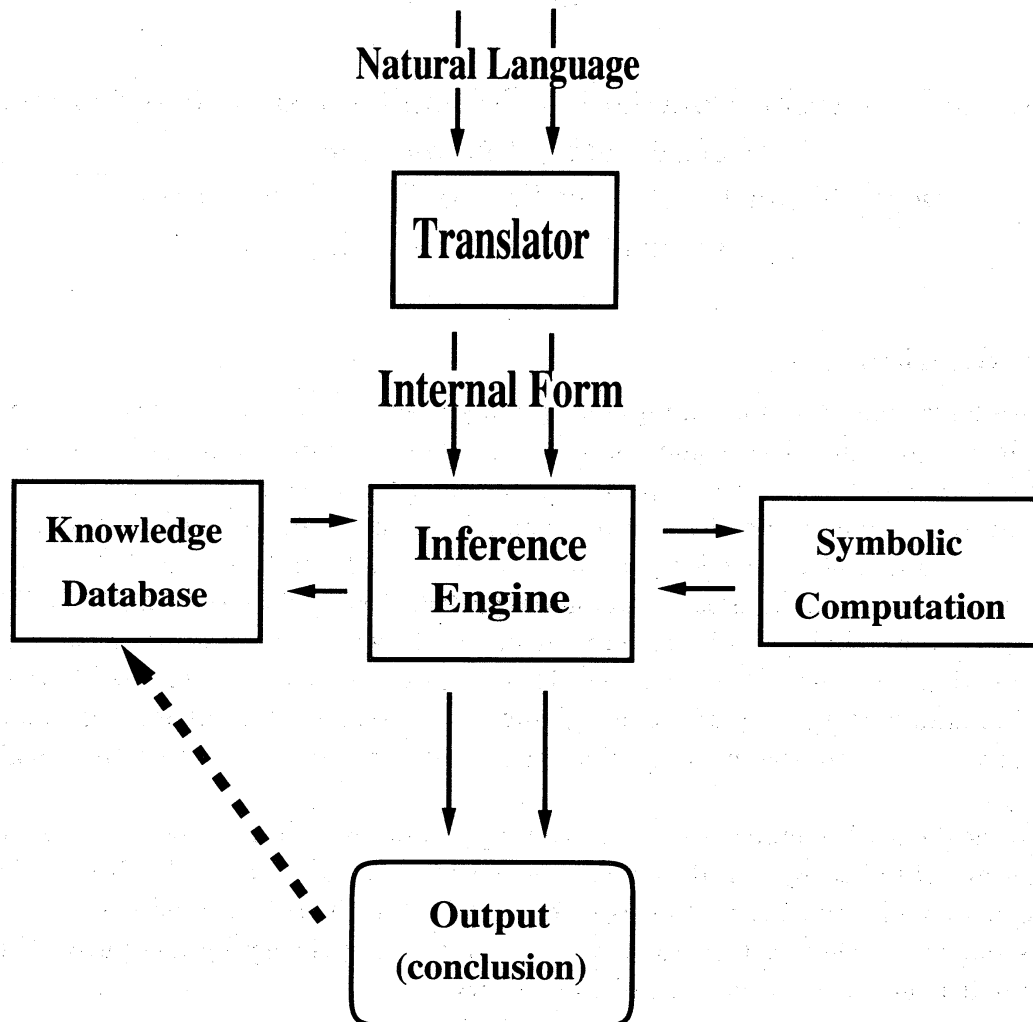 Natural Language
Translator
Internal Form
Knowledge
Database
Inference
Engine
Symbolic
Computation
Output
(conclusion)